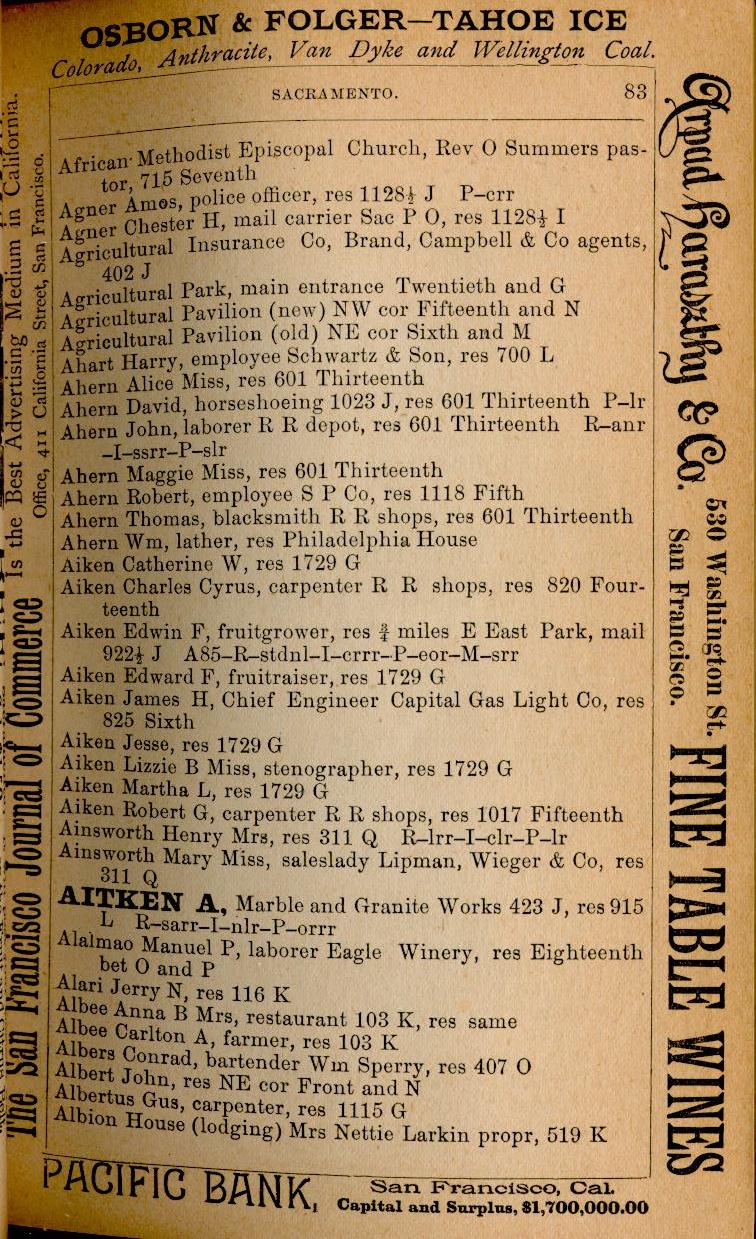 OSBORN & FOLGER—TAHOE ICE
Colorado, Anthracite, Van Dyke and Wellington Coal.
SACRAMENTO. 83
African Methodist Episcopal Church, Rev O Summers pas-
tor, 715 Seventh
Agner Amos, police officer, res 1128½ J P-crr
Agner Chester H, mail carrier Sac P O, res 1128½ I
Agricultural Insurance Co, Brand, Campbell & Co agents,
402 J
Agricultural Park, main entrance Twentieth and G
Agricultural Pavilion (new) NW cor Fifteenth and N
Agricultural Pavilion (old) NE cor Sixth and M
Ahart Harry, employee Schwartz & Son, res 700 L
Ahern Alice Miss, res 601 Thirteenth
Ahern David, horseshoeing 1023 J, res 601 Thirteenth P-lr
Ahern John, laborer R R depot, res 601 Thirteenth R-anr
-I-ssrr-P-slr
Ahern Maggie Miss, res 601 Thirteenth
Ahern Robert, employee S P Co, res 1118 Fifth
Ahern Thomas, blacksmith R R shops, res 601 Thirteenth
Ahern Wm, lather, res Philadelphia House
Aiken Catherine W, res 1729 G
Aiken Charles Cyrus, carpenter R R shops, res 820 Four-
teenth
Aiken Edwin F, fruitgrower, res ¾ miles E East Park, mail
922½ J A85-R-stdnl-I-crrr-P-eor-M-srr
Aiken Edward F, fruitraiser, res 1729 G
Aiken James H, Chief Engineer Capital Gas Light Co, res
825 Sixth
Aiken Jesse, res 1729 G
Aiken Lizzie B Miss, stenographer, res 1729 G
Aiken Martha L, res 1729 G
Aiken Robert G, carpenter R R shops, res 1017 Fifteenth
Ainsworth Henry Mrs, res 311 Q R-lrr-I-clr-P-lr
Ainsworth Mary Miss, saleslady Lipman, Wieger & Co, res
311 Q
AITKEN A, Marble and Granite Works 423 J, res 915
L R-sarr-I-nlr-P-orrr
Alalmao Manuel P, laborer Eagle Winery, res Eighteenth
bet O and P
Alari Jerry N, res 116 K
Albee Anna B Mrs, restaurant 103 K, res same
Albee Carlton A, farmer, res 103 K
Albers Conrad, bartender Wm Sperry, res 407 O
Albert John, res NE cor Front and N
Albertus Gus, carpenter, res 1115 G
Albion House (lodging) Mrs Nettie Larkin propr, 519 K
PACIFIC BANK, San Francisco, Cal.
Capital and Surplus, $1,700,000.00
The San Francisco Journal of Commerce Is the Best Advertising Medium in California.
Office, 411 California Street, San Francisco.
Arpad Haraszthy & Co. 530 Washington St.
San Francisco.
FINE TABLE WINES